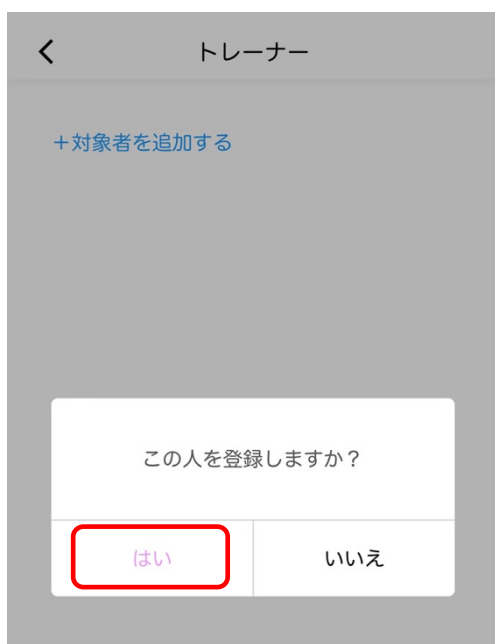 トレーナー
+対象者を追加する
この人を登録しますか?
はい
いいえ